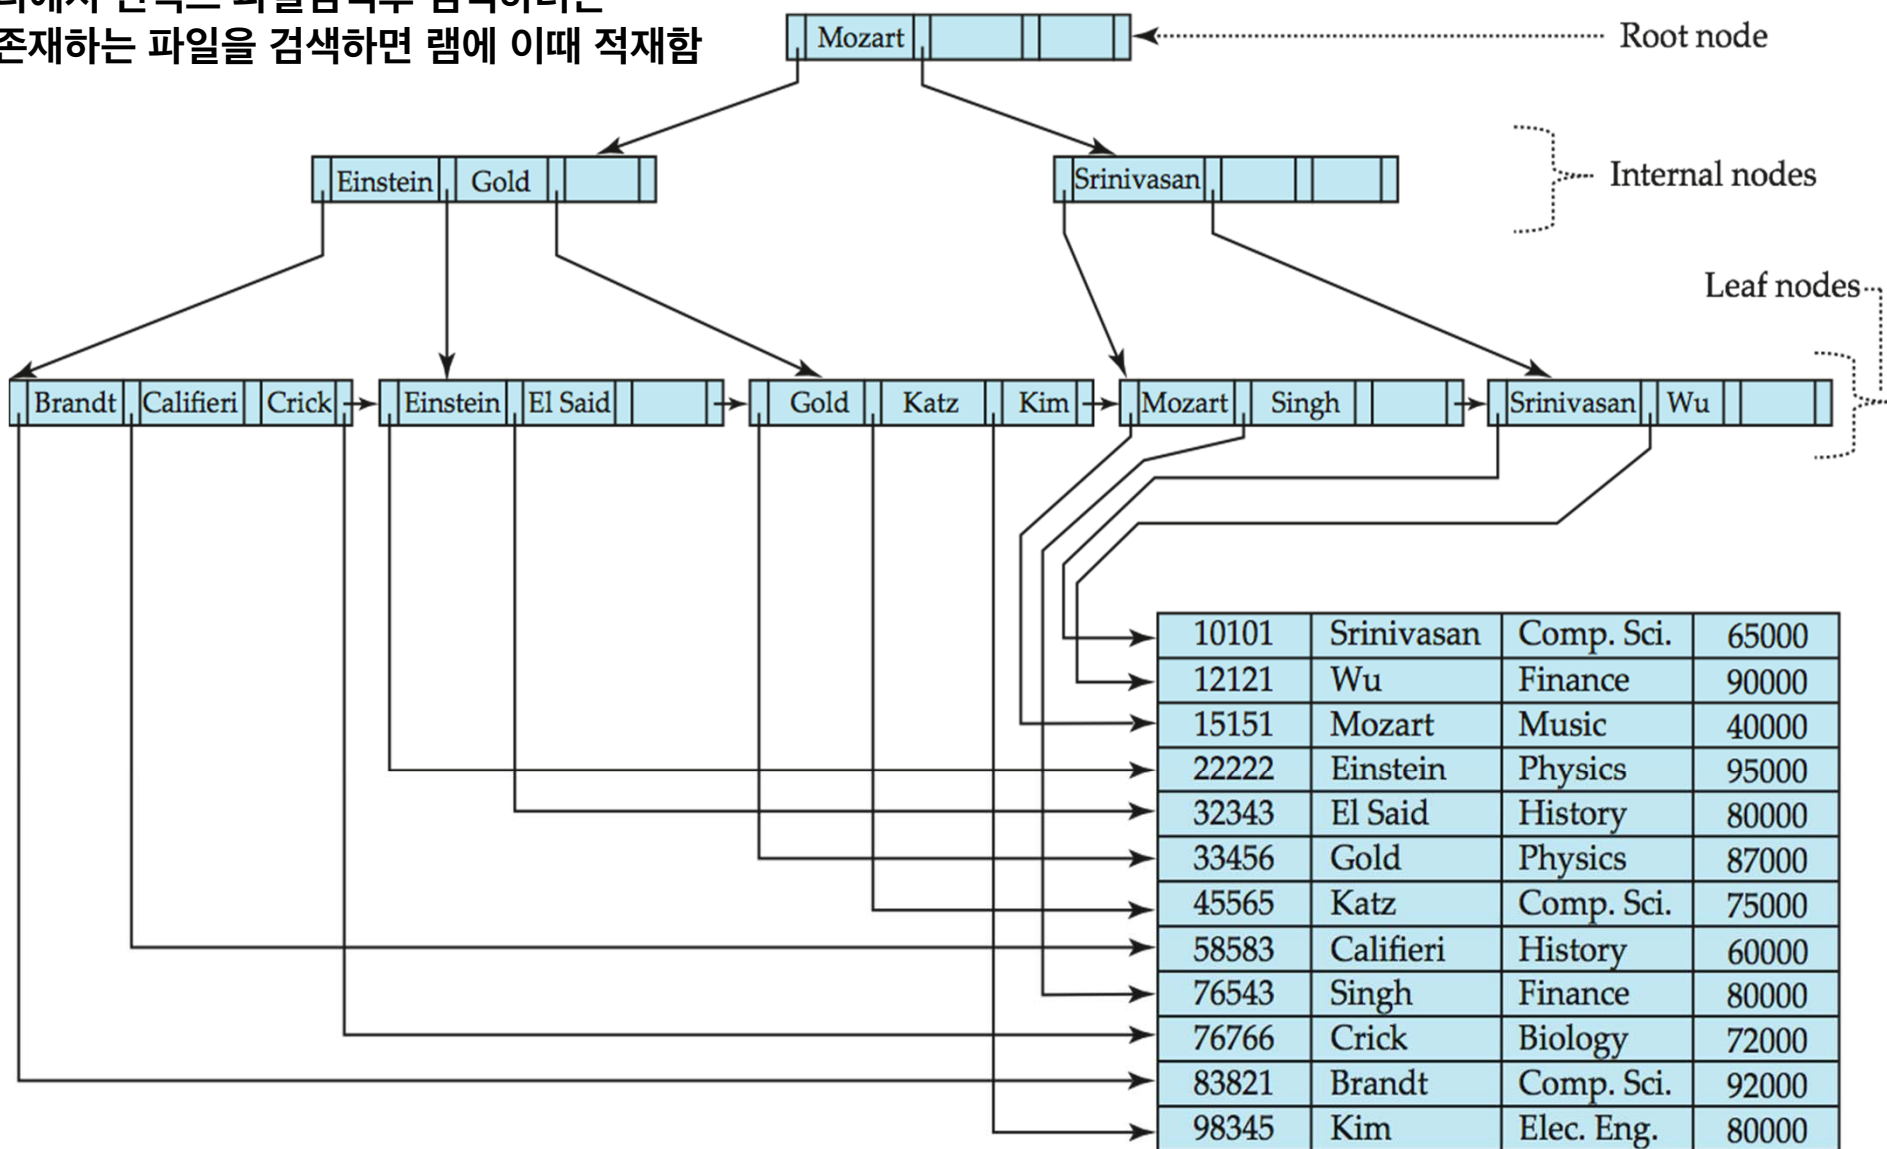 존재하는 파일을 검색하면 램에 이때 적재함
Mozart
Root node
Einstein Gold
Srinivasan
Internal nodes
Leaf nodes
Brandt Califieri Crick
Einstein El Said
Gold Katz Kim
Mozart Singh
Srinivasan Wu
10101 Srinivasan Comp. Sci. 65000
12121 Wu Finance 90000
15151 Mozart Music 40000
22222 Einstein Physics 95000
32343 El Said History 80000
33456 Gold Physics 87000
45565 Katz Comp. Sci. 75000
58583 Califieri History 60000
76543 Singh Finance 80000
76766 Crick Biology 72000
83821 Brandt Comp. Sci. 92000
98345 Kim Elec. Eng. 80000